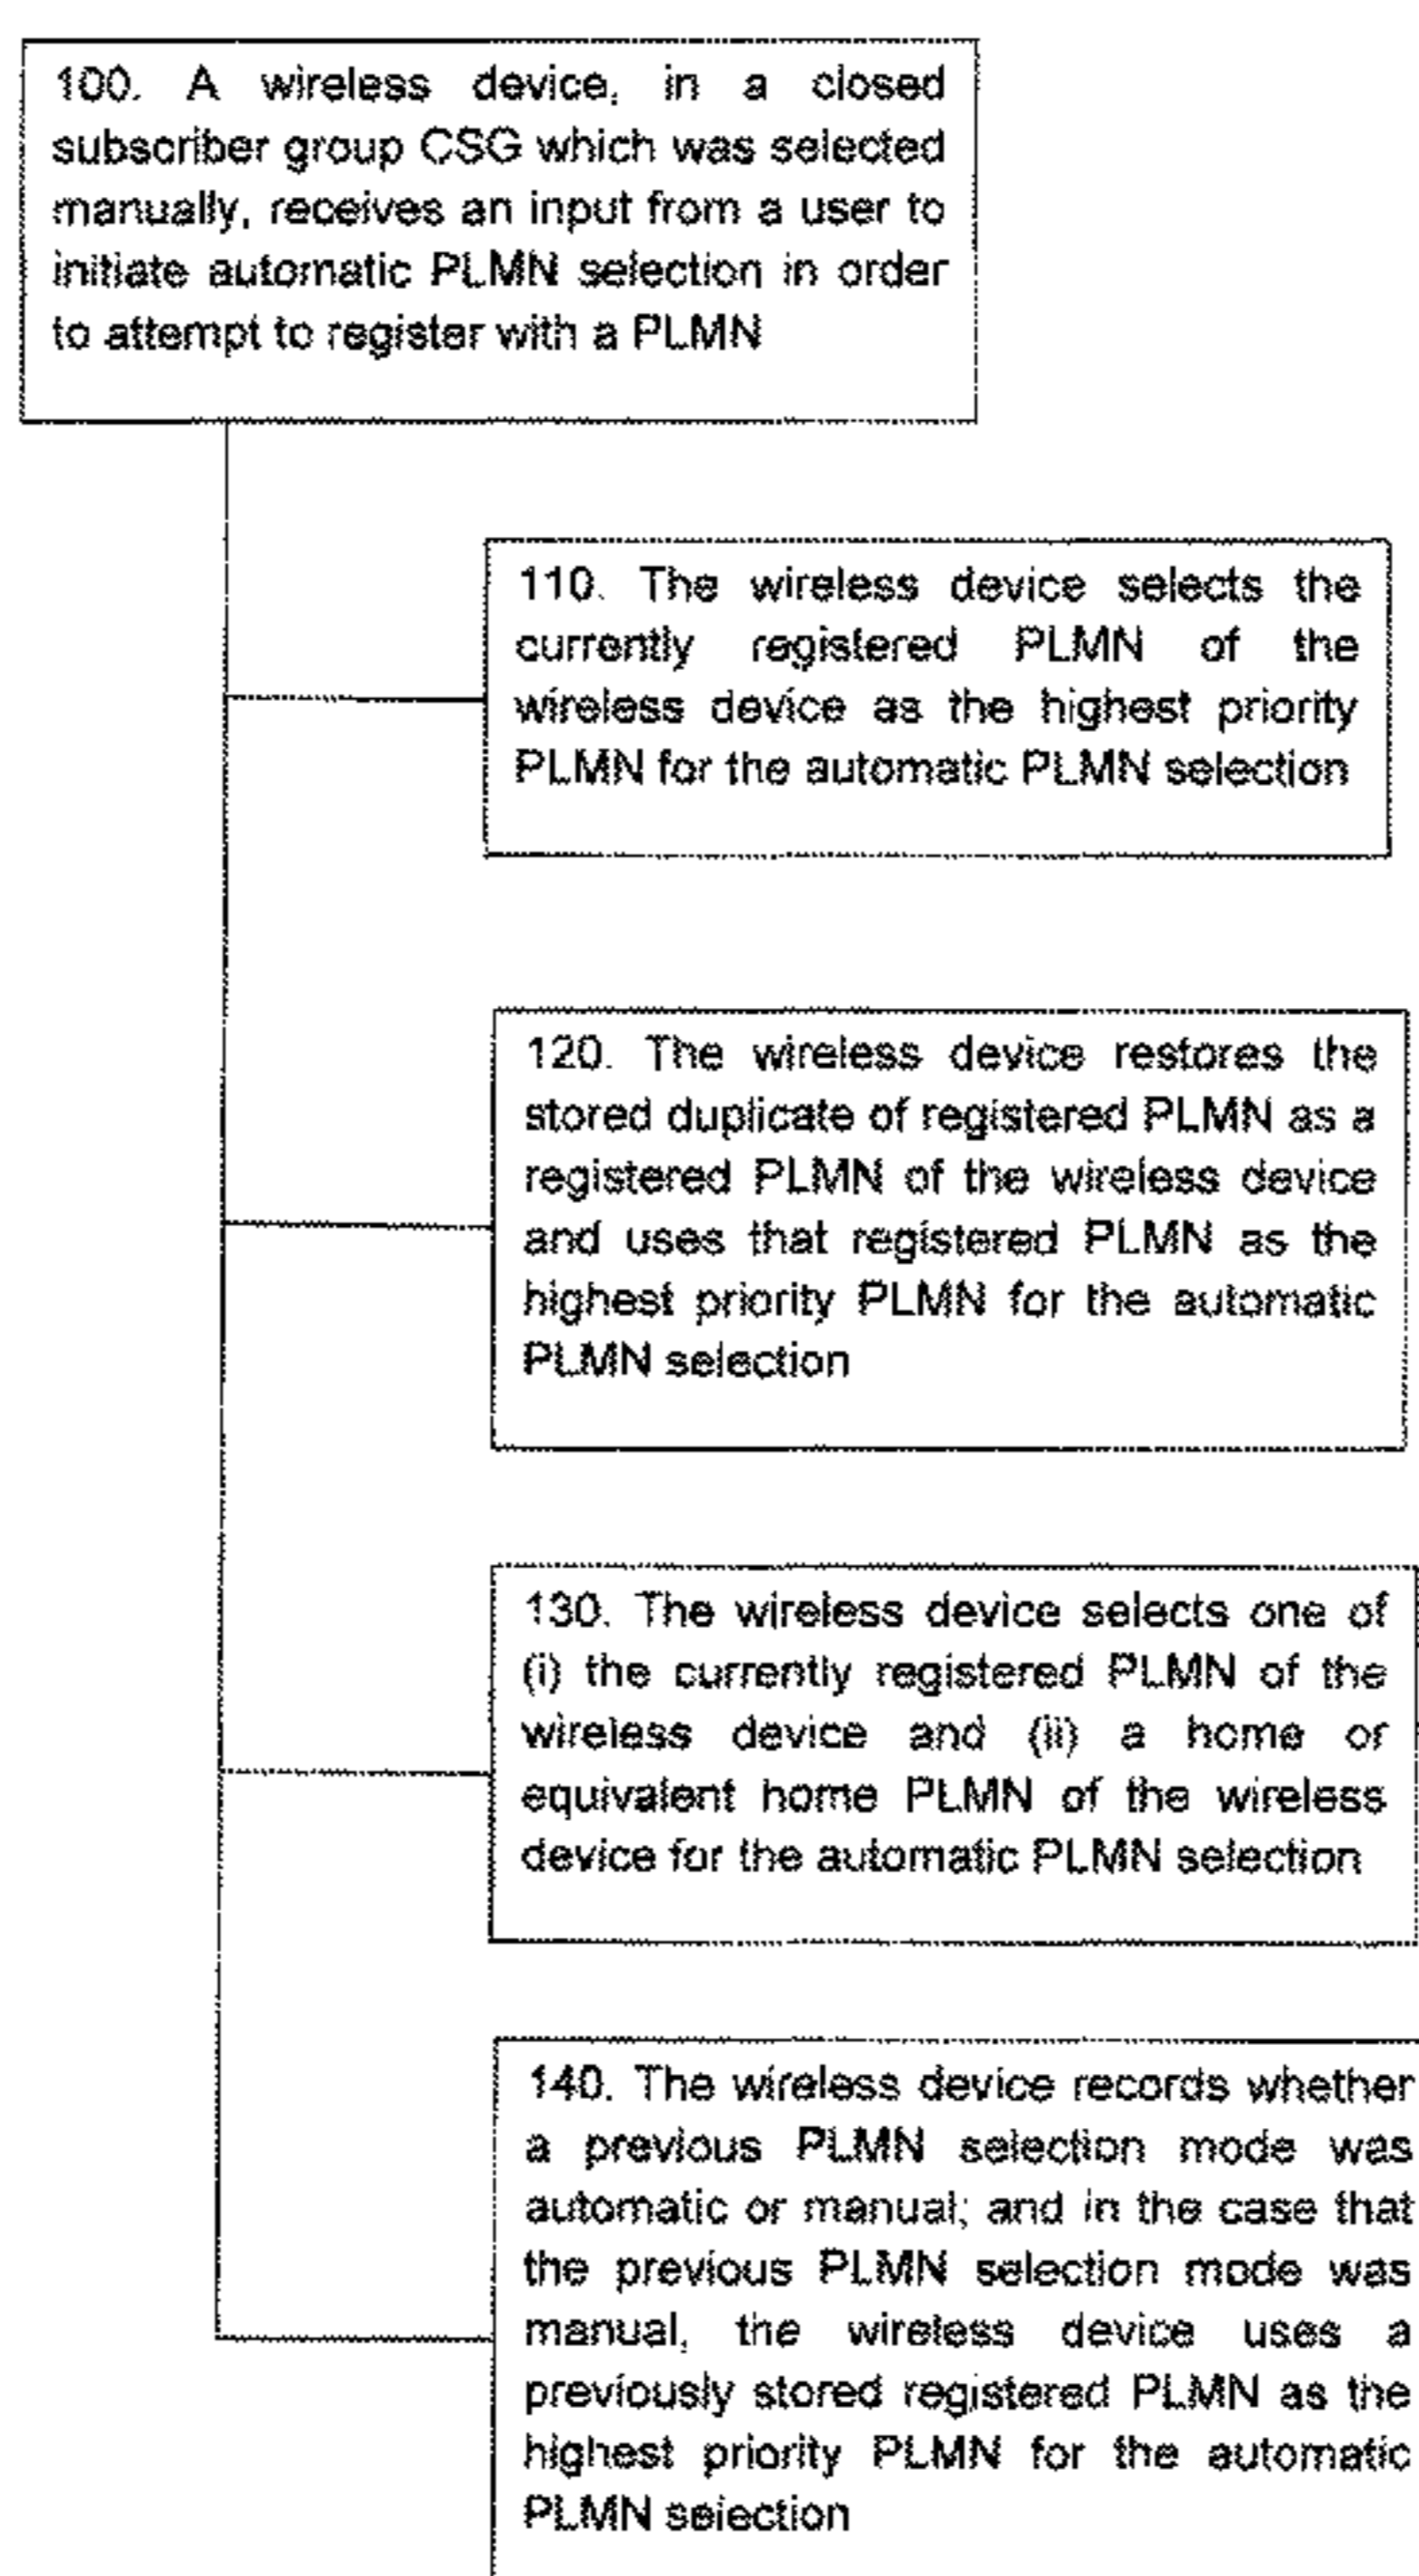 100. A wireless device, in a closed
subscriber group CSG which was selected
manually, receives an input from a user to
initiate automatic PLMN selection in order
to attempt to register with a PLMN
110. The wireless device selects the
currently registered PLMN of the
wireless device as the highest priority
PLMN for the automatic PLMN selection
120. The wireless device restores the
stored duplicate of registered PLMN as a
registered PLMN of the wireless device
and uses that registered PLMN as the
highest priority PLMN for the automatic
PLMN selection
130. The wireless device selects one of
(i) the currently registered PLMN of the
wireless device and (ii) a home or
equivalent home PLMN of the wireless
device for the automatic PLMN selection
140. The wireless device records whether
a previous PLMN selection mode was
automatic or manual; and in the case that
the previous PLMN selection mode was
manual, the wireless device uses a
previously stored registered PLMN as the
highest priority PLMN for the automatic
PLMN selection